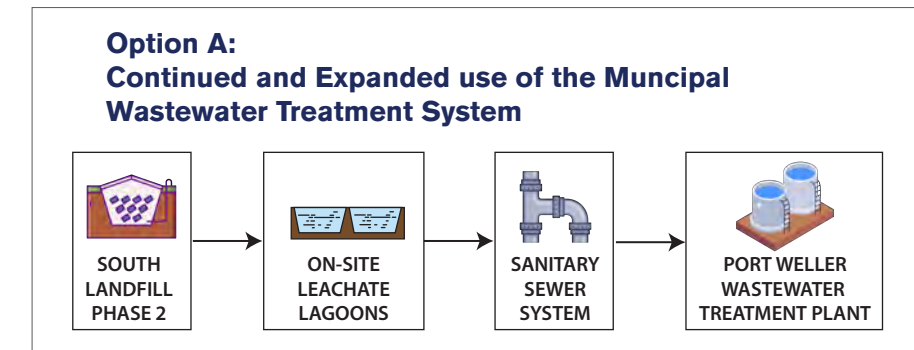 Option A:
Continued and Expanded use of the Muncipal
Wastewater Treatment System
SOUTH
LANDFILL
PHASE 2
ON-SITE
LEACHATE
LAGOONS
SANITARY
SEWER
SYSTEM
PORT WELLER
WASTEWATER
TREATMENT PLANT